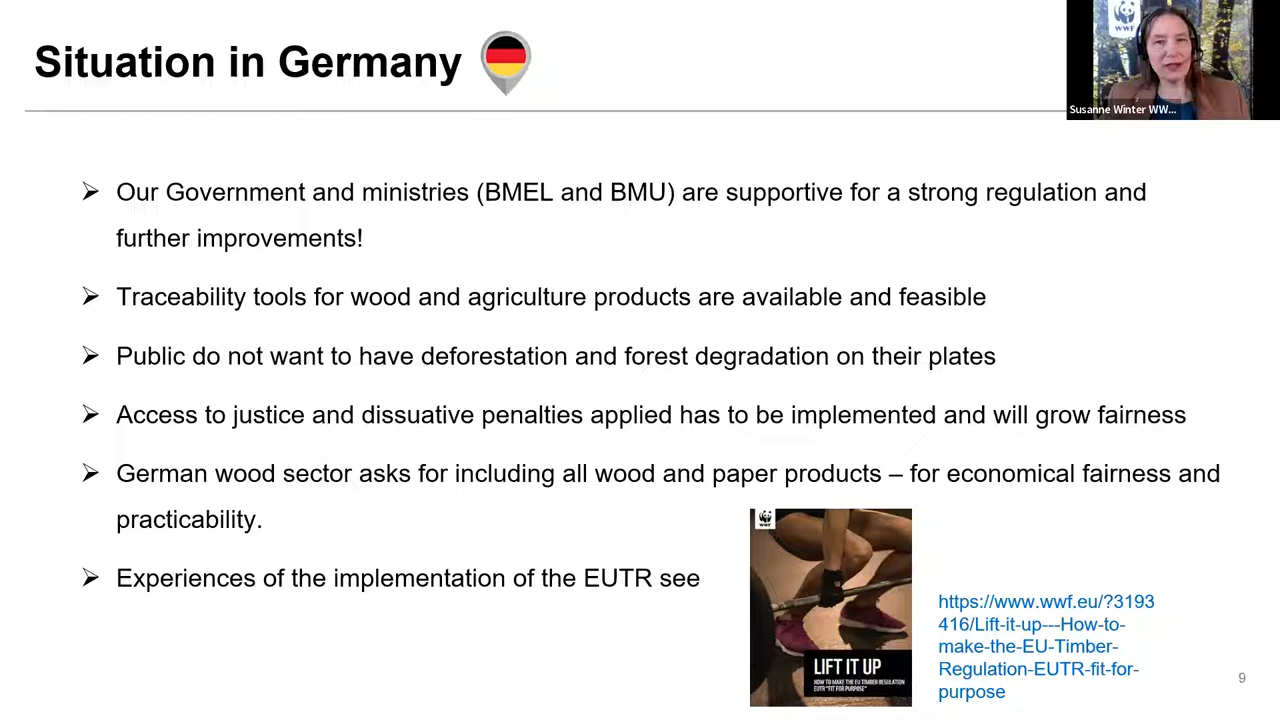 Situation in Germany
WWF
Susanne Winter WW...
Our Government and ministries (BMEL and BMU) are supportive for a strong regulation and
further improvements!
Traceability tools for wood and agriculture products are available and feasible
Public do not want to have deforestation and forest degradation on their plates
Access to justice and dissuative penalties applied has to be implemented and will grow fairness
German wood sector asks for including all wood and paper products – for economical fairness and
practicability.
Experiences of the implementation of the EUTR see
WWF
LIFT IT UP
HOW TO MAKE THE EU TIMBER REGULATION
EUTR "FIT FOR PURPOSE"
https://www.wwf.eu/?3193
416/Lift-it-up---How-to-
make-the-EU-Timber-
Regulation-EUTR-fit-for-
purpose
9